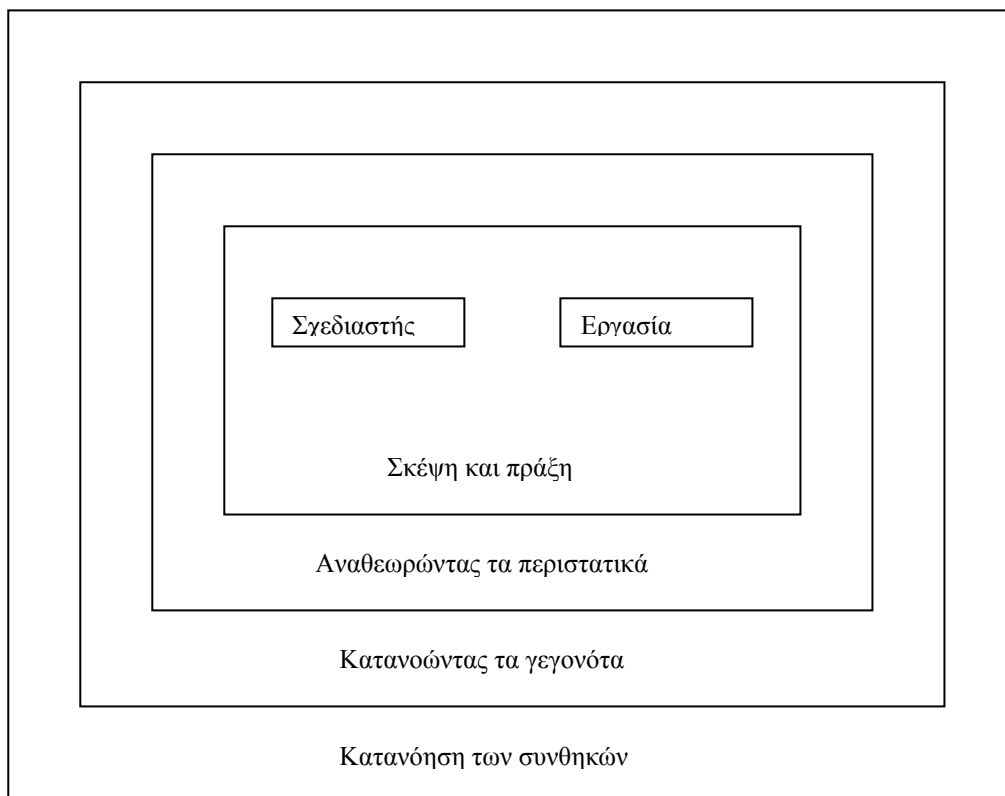 Σχεδιαστής
Εργασία
Σκέψη και πράξη
Αναθεωρώντας τα περιστατικά
Κατανοώντας τα γεγονότα
Κατανόηση των συνθηκών